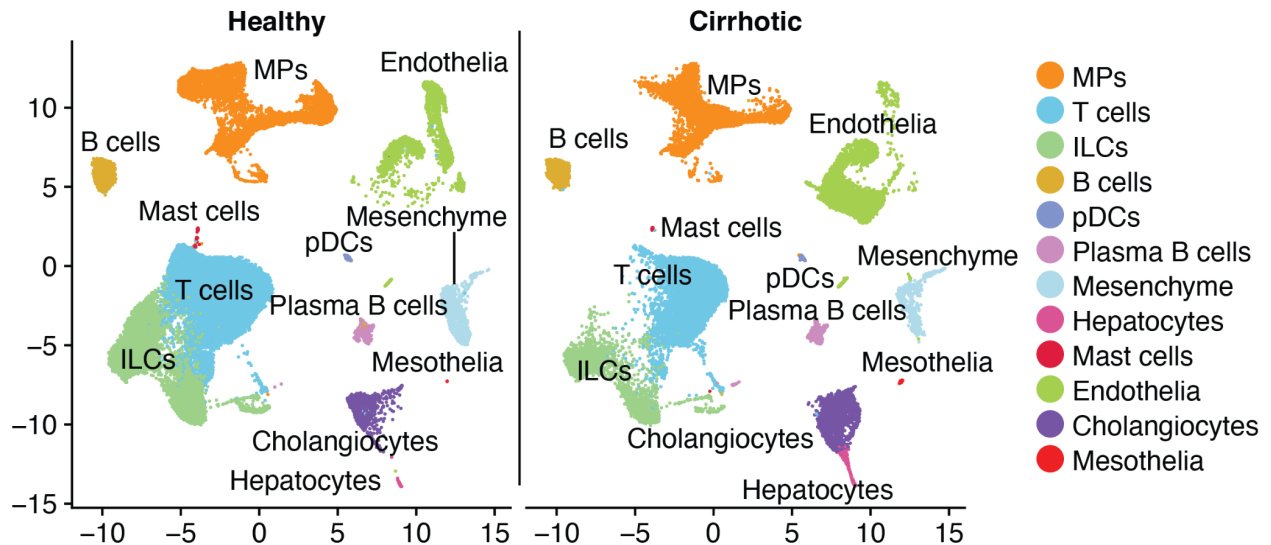 Healthy
Cirrhotic
MPs
Endothelia
B cells
Mast cells
Mesenchyme
pDCs
T cells
Plasma B cells
ILCs
Mesothelia
Cholangiocytes
Hepatocytes
10
5
0
−5
−10
−15
−10 −5 0 5 10 15
MPs
Endothelia
B cells
Mast cells
Mesenchyme
T cells
pDCs
Plasma B cells
ILCs
Mesothelia
Cholangiocytes
Hepatocytes
−10 −5 0 5 10 15
MPs
T cells
ILCs
B cells
pDCs
Plasma B cells
Mesenchyme
Hepatocytes
Mast cells
Endothelia
Cholangiocytes
Mesothelia